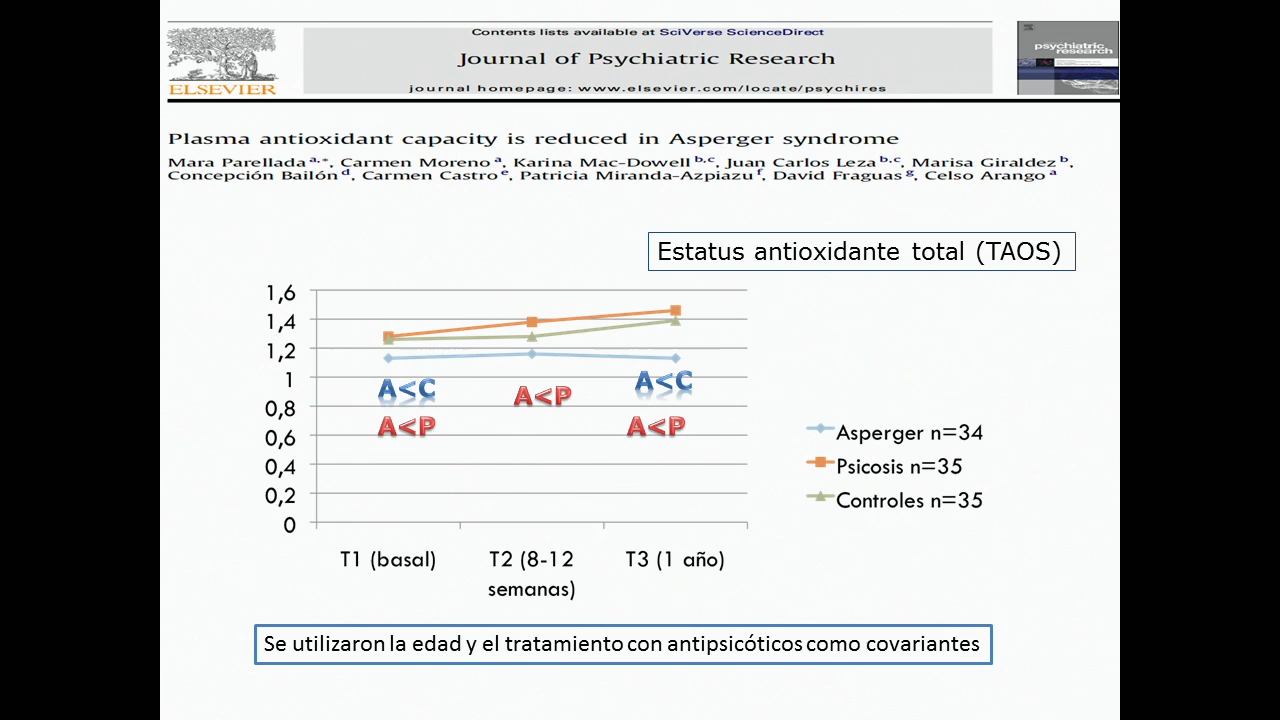 Contents lists available at SciVerse ScienceDirect
Journal of Psychiatric Research
journal homepage: www.elsevier.com/locate/psychires
ELSEVIER
psychiatric
research
Plasma antioxidant capacity is reduced in Asperger syndrome
Mara Parellada a,*, Carmen Moreno a, Karina Mac-Dowell b,c, Juan Carlos Leza b,c, Marisa Giraldez b,
Concepción Bailón d, Carmen Castro e, Patricia Miranda-Azpiazu f, David Fraguas g, Celso Arango a
Estatus antioxidante total (TAOS)
1,6
1,4
1,2
1
0,8
0,6
0,4
0,2
0
A<C
A<P
A<P
A<C
A<P
T1 (basal)
T2 (8-12
semanas)
T3 (1 año)
Asperger n=34
Psicosis n=35
Controles n=35
Se utilizaron la edad y el tratamiento con antipsicóticos como covariantes